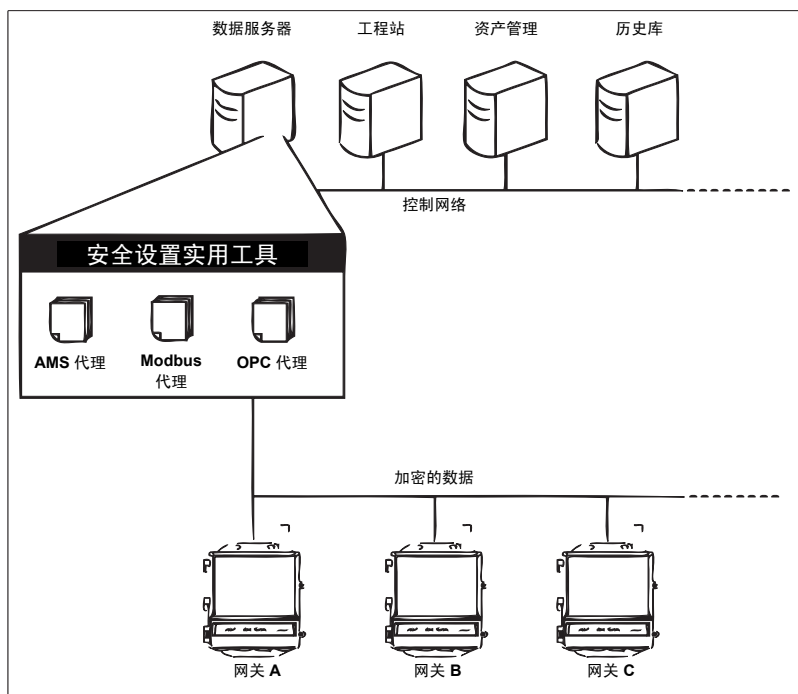 数据服务器 工程站 资产管理 历史库
控制网络
安全设置实用工具
AMS 代理 Modbus 代理 OPC 代理
加密的数据
网关 A 网关 B 网关 C